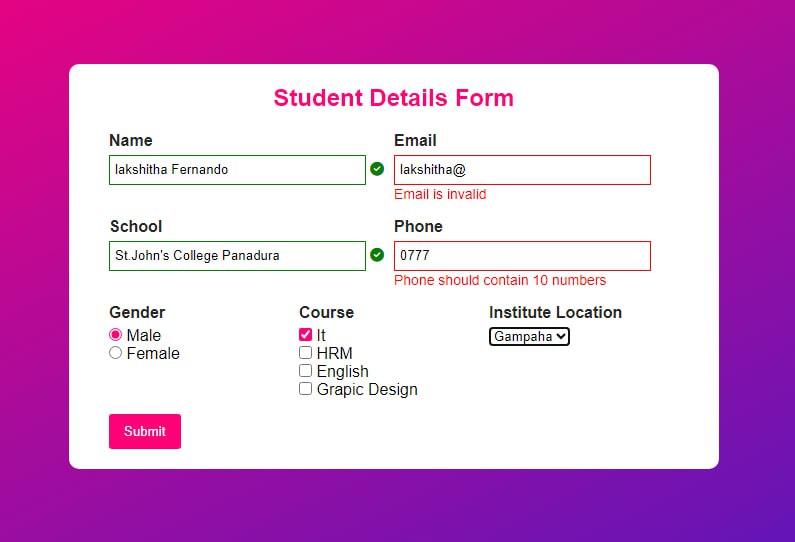 Student Details Form
Name
lakshitha Fernando
Email
lakshitha@
Email is invalid
School
St.John's College Panadura
Phone
0777
Phone should contain 10 numbers
Gender
Male
Female
Course
It
HRM
English
Grapic Design
Institute Location
Gampaha
Submit